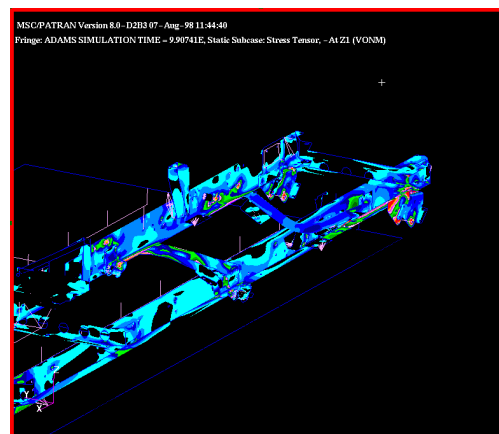 MSC/PATRAN Version 8.0 - D2B3 07-Aug-98 11:44:40
Fringe: ADAMS SIMULATION TIME = 9.90741E, Static Subcase: Stress Tensor, - At Z1 (VONM)
Y
X